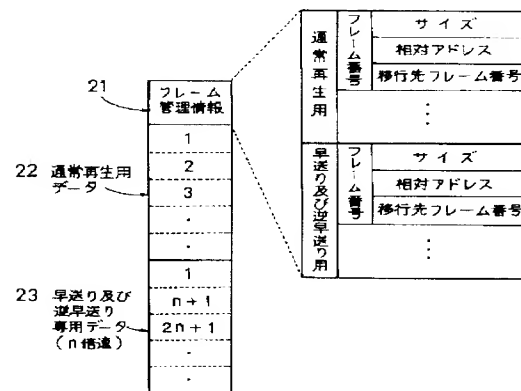 21
フレーム
管理情報
1
22 通常再生用
データ
2
3
・
・
23 早送り及び
逆早送り
専用データ
(n倍速)
1
n+1
2n+1
・
・
通常再生用
フレーム番号
サイズ
相対アドレス
移行先フレーム番号
・
・
・
早送り及び逆早送り用
フレーム番号
サイズ
相対アドレス
移行先フレーム番号
・
・
・